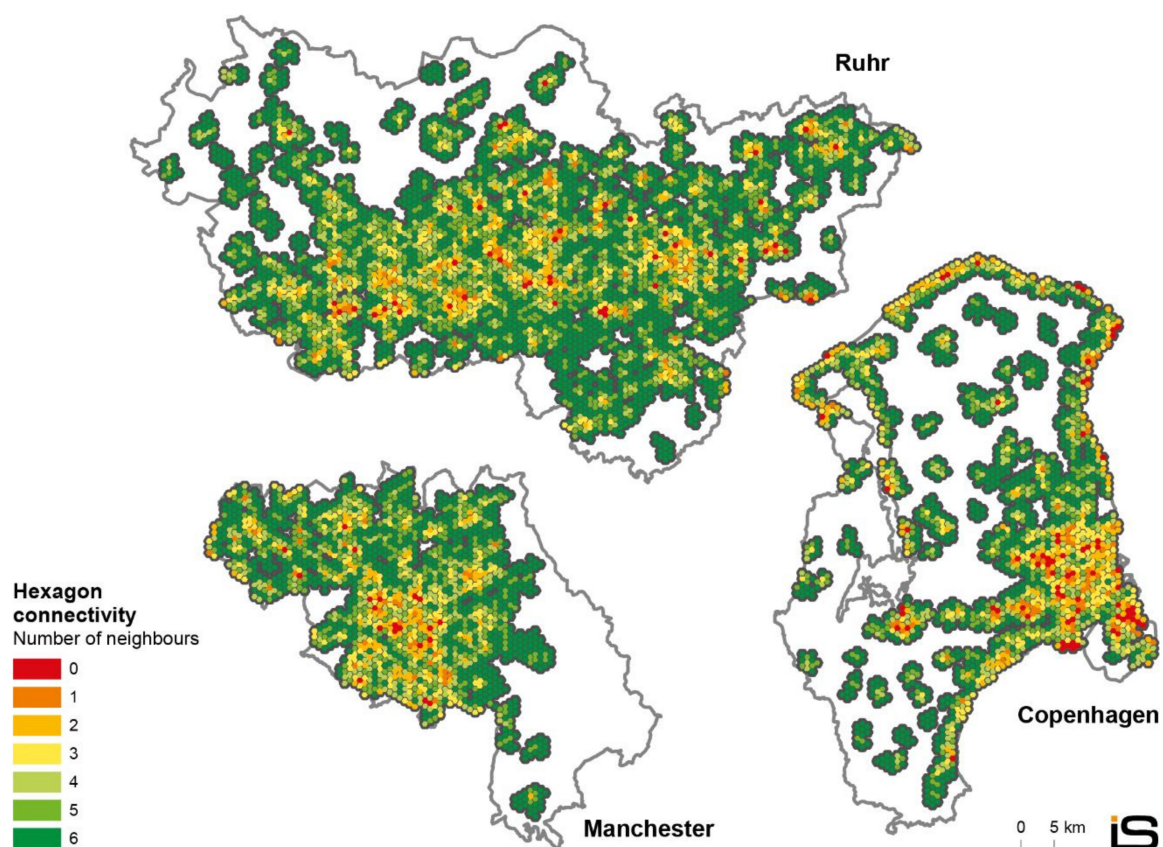 Ruhr
Hexagon
connectivity
Number of neighbours
0
1
2
3
4
5
6
Copenhagen
Manchester
0 5 km
iS